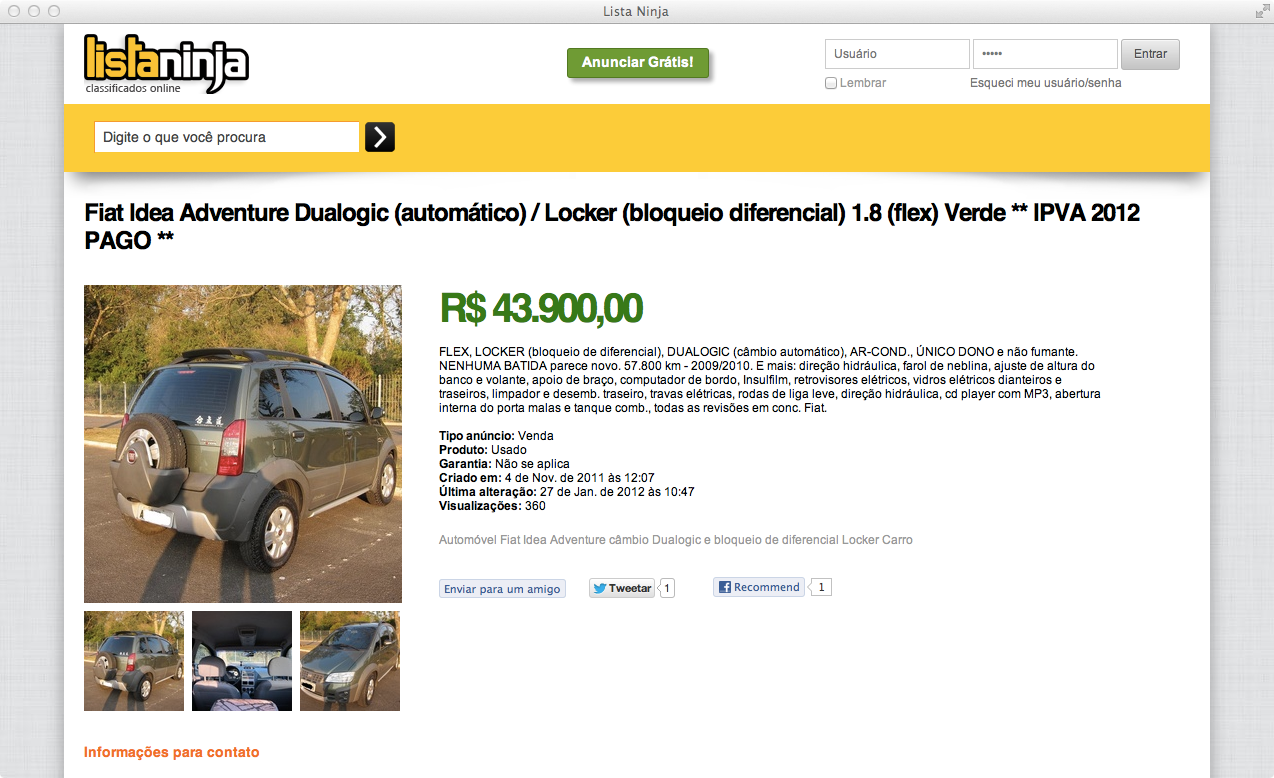 Lista Ninja
listaninja
classificados online
Anunciar Grátis!
Usuário
•••••
Entrar
Lembrar
Esqueci meu usuário/senha
Digite o que você procura
Fiat Idea Adventure Dualogic (automático) / Locker (bloqueio diferencial) 1.8 (flex) Verde ** IPVA 2012
PAGO **
R$ 43.900,00
FLEX, LOCKER (bloqueio de diferencial), DUALOGIC (câmbio automático), AR-COND., ÚNICO DONO e não fumante.
NENHUMA BATIDA parece novo. 57.800 km - 2009/2010. E mais: direção hidráulica, farol de neblina, ajuste de altura do
banco e volante, apoio de braço, computador de bordo, Insulfilm, retrovisores elétricos, vidros elétricos dianteiros e
traseiros, limpador e desemb. traseiro, travas elétricas, rodas de liga leve, direção hidráulica, cd player com MP3, abertura
interna do porta malas e tanque comb., todas as revisões em conc. Fiat.
Tipo anúncio: Venda
Produto: Usado
Garantia: Não se aplica
Criado em: 4 de Nov. de 2011 às 12:07
Última alteração: 27 de Jan. de 2012 às 10:47
Visualizações: 360
Automóvel Fiat Idea Adventure câmbio Dualogic e bloqueio de diferencial Locker Carro
Enviar para um amigo
Tweetar
1
Recommend
1
Informações para contato